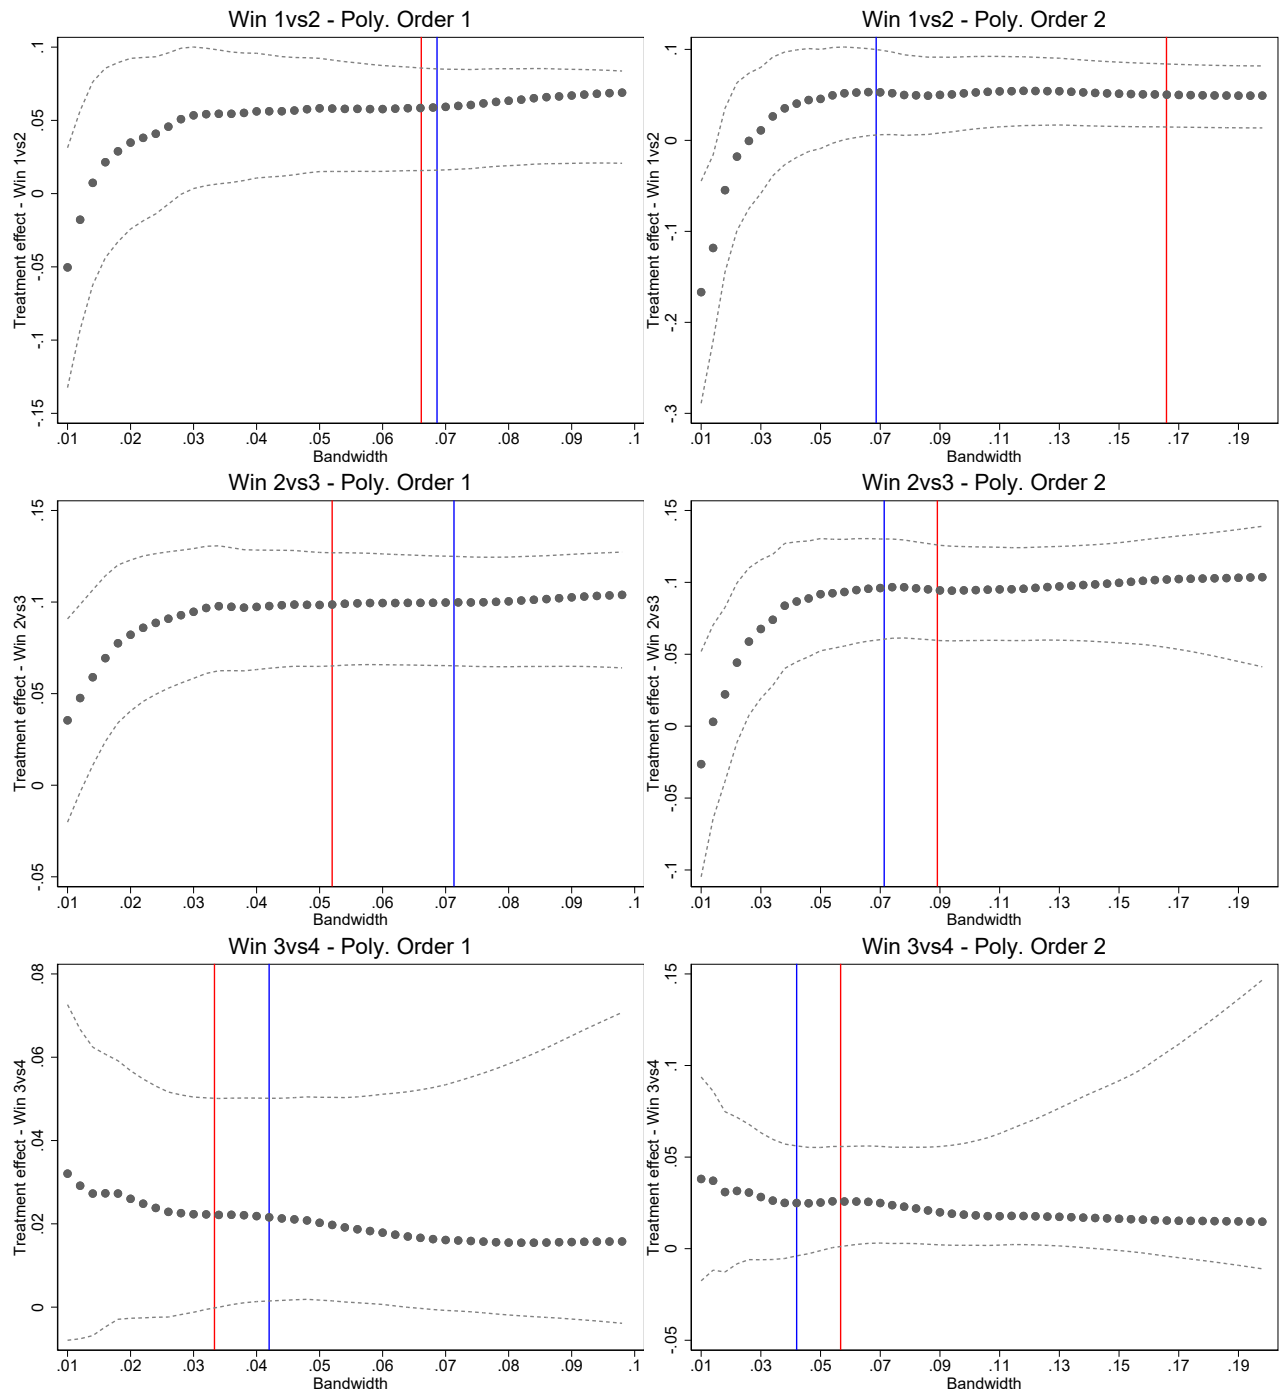 Win 1vs2 - Poly. Order 1
Treatment effect - Win 1vs2
.1
.05
0
-.05
-.1
-.15
.01 .02 .03 .04 .05 .06 .07 .08 .09 .1
Bandwidth
Win 1vs2 - Poly. Order 2
Treatment effect - Win 1vs2
.1
0
-.1
-.2
-.3
.01 .03 .05 .07 .09 .11 .13 .15 .17 .19
Bandwidth
Win 2vs3 - Poly. Order 1
Treatment effect - Win 2vs3
.15
.1
.05
0
-.05
.01 .02 .03 .04 .05 .06 .07 .08 .09 .1
Bandwidth
Win 2vs3 - Poly. Order 2
Treatment effect - Win 2vs3
.15
.1
.05
0
-.05
-.1
.01 .03 .05 .07 .09 .11 .13 .15 .17 .19
Bandwidth
Win 3vs4 - Poly. Order 1
Treatment effect - Win 3vs4
.08
.06
.04
.02
0
.01 .02 .03 .04 .05 .06 .07 .08 .09 .1
Bandwidth
Win 3vs4 - Poly. Order 2
Treatment effect - Win 3vs4
.15
.1
.05
0
-.05
.01 .03 .05 .07 .09 .11 .13 .15 .17 .19
Bandwidth